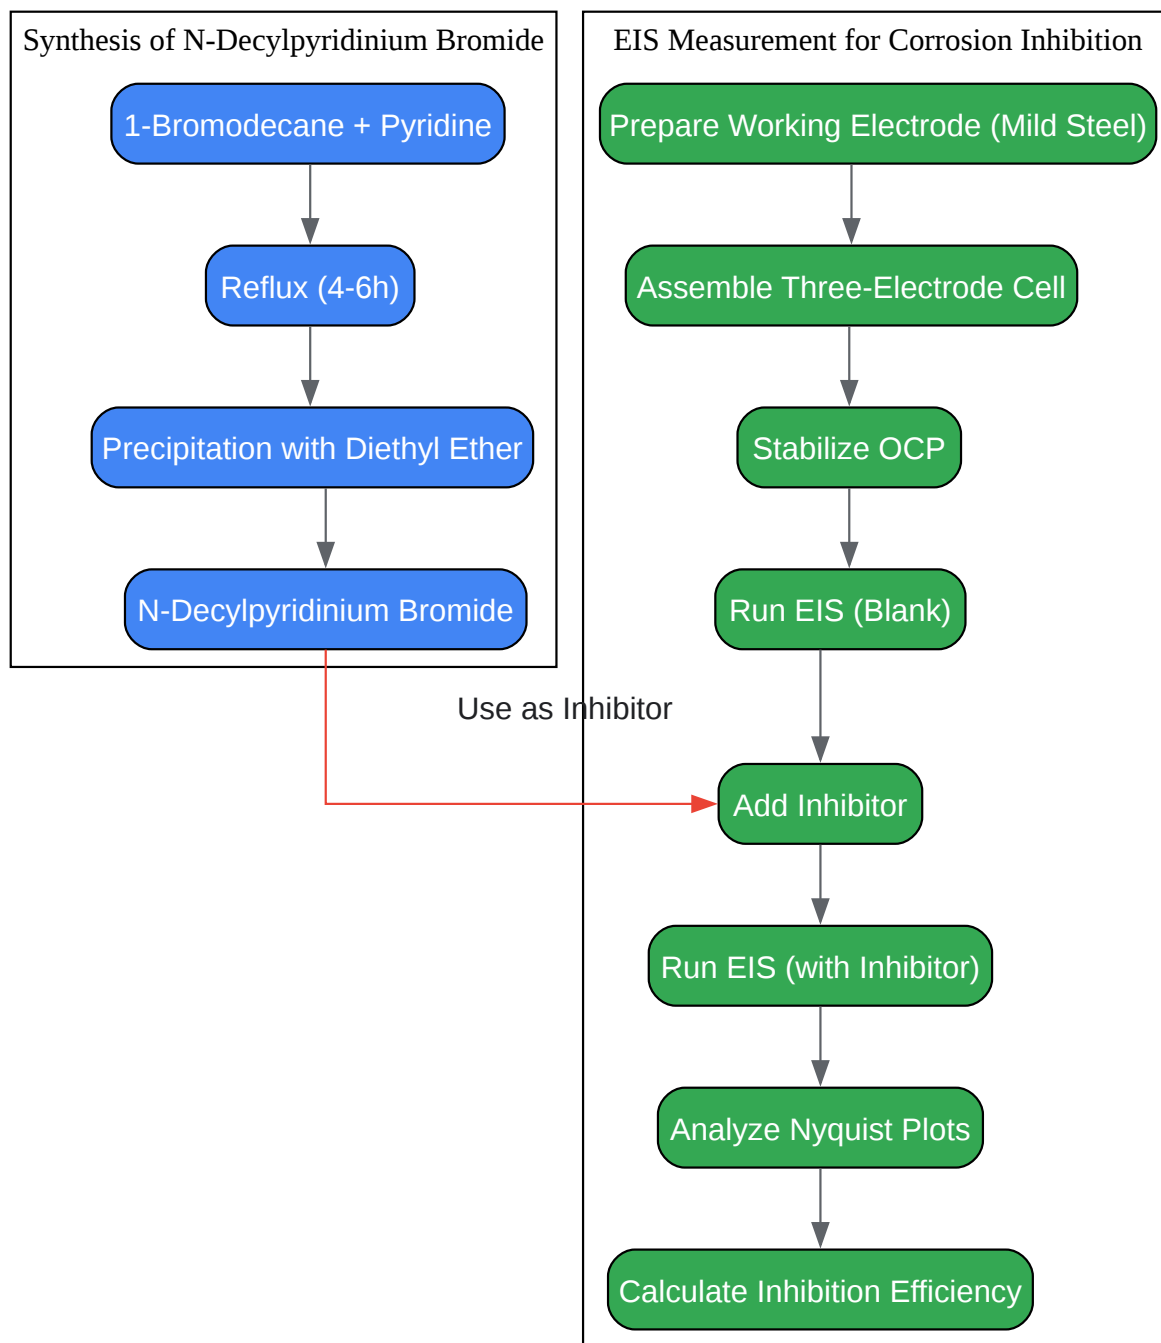 Synthesis of N-Decylpyridinium Bromide
1-Bromodecane + Pyridine
Reflux (4-6h)
Precipitation with Diethyl Ether
N-Decylpyridinium Bromide
Use as Inhibitor
EIS Measurement for Corrosion Inhibition
Prepare Working Electrode (Mild Steel)
Assemble Three-Electrode Cell
Stabilize OCP
Run EIS (Blank)
Add Inhibitor
Run EIS (with Inhibitor)
Analyze Nyquist Plots
Calculate Inhibition Efficiency